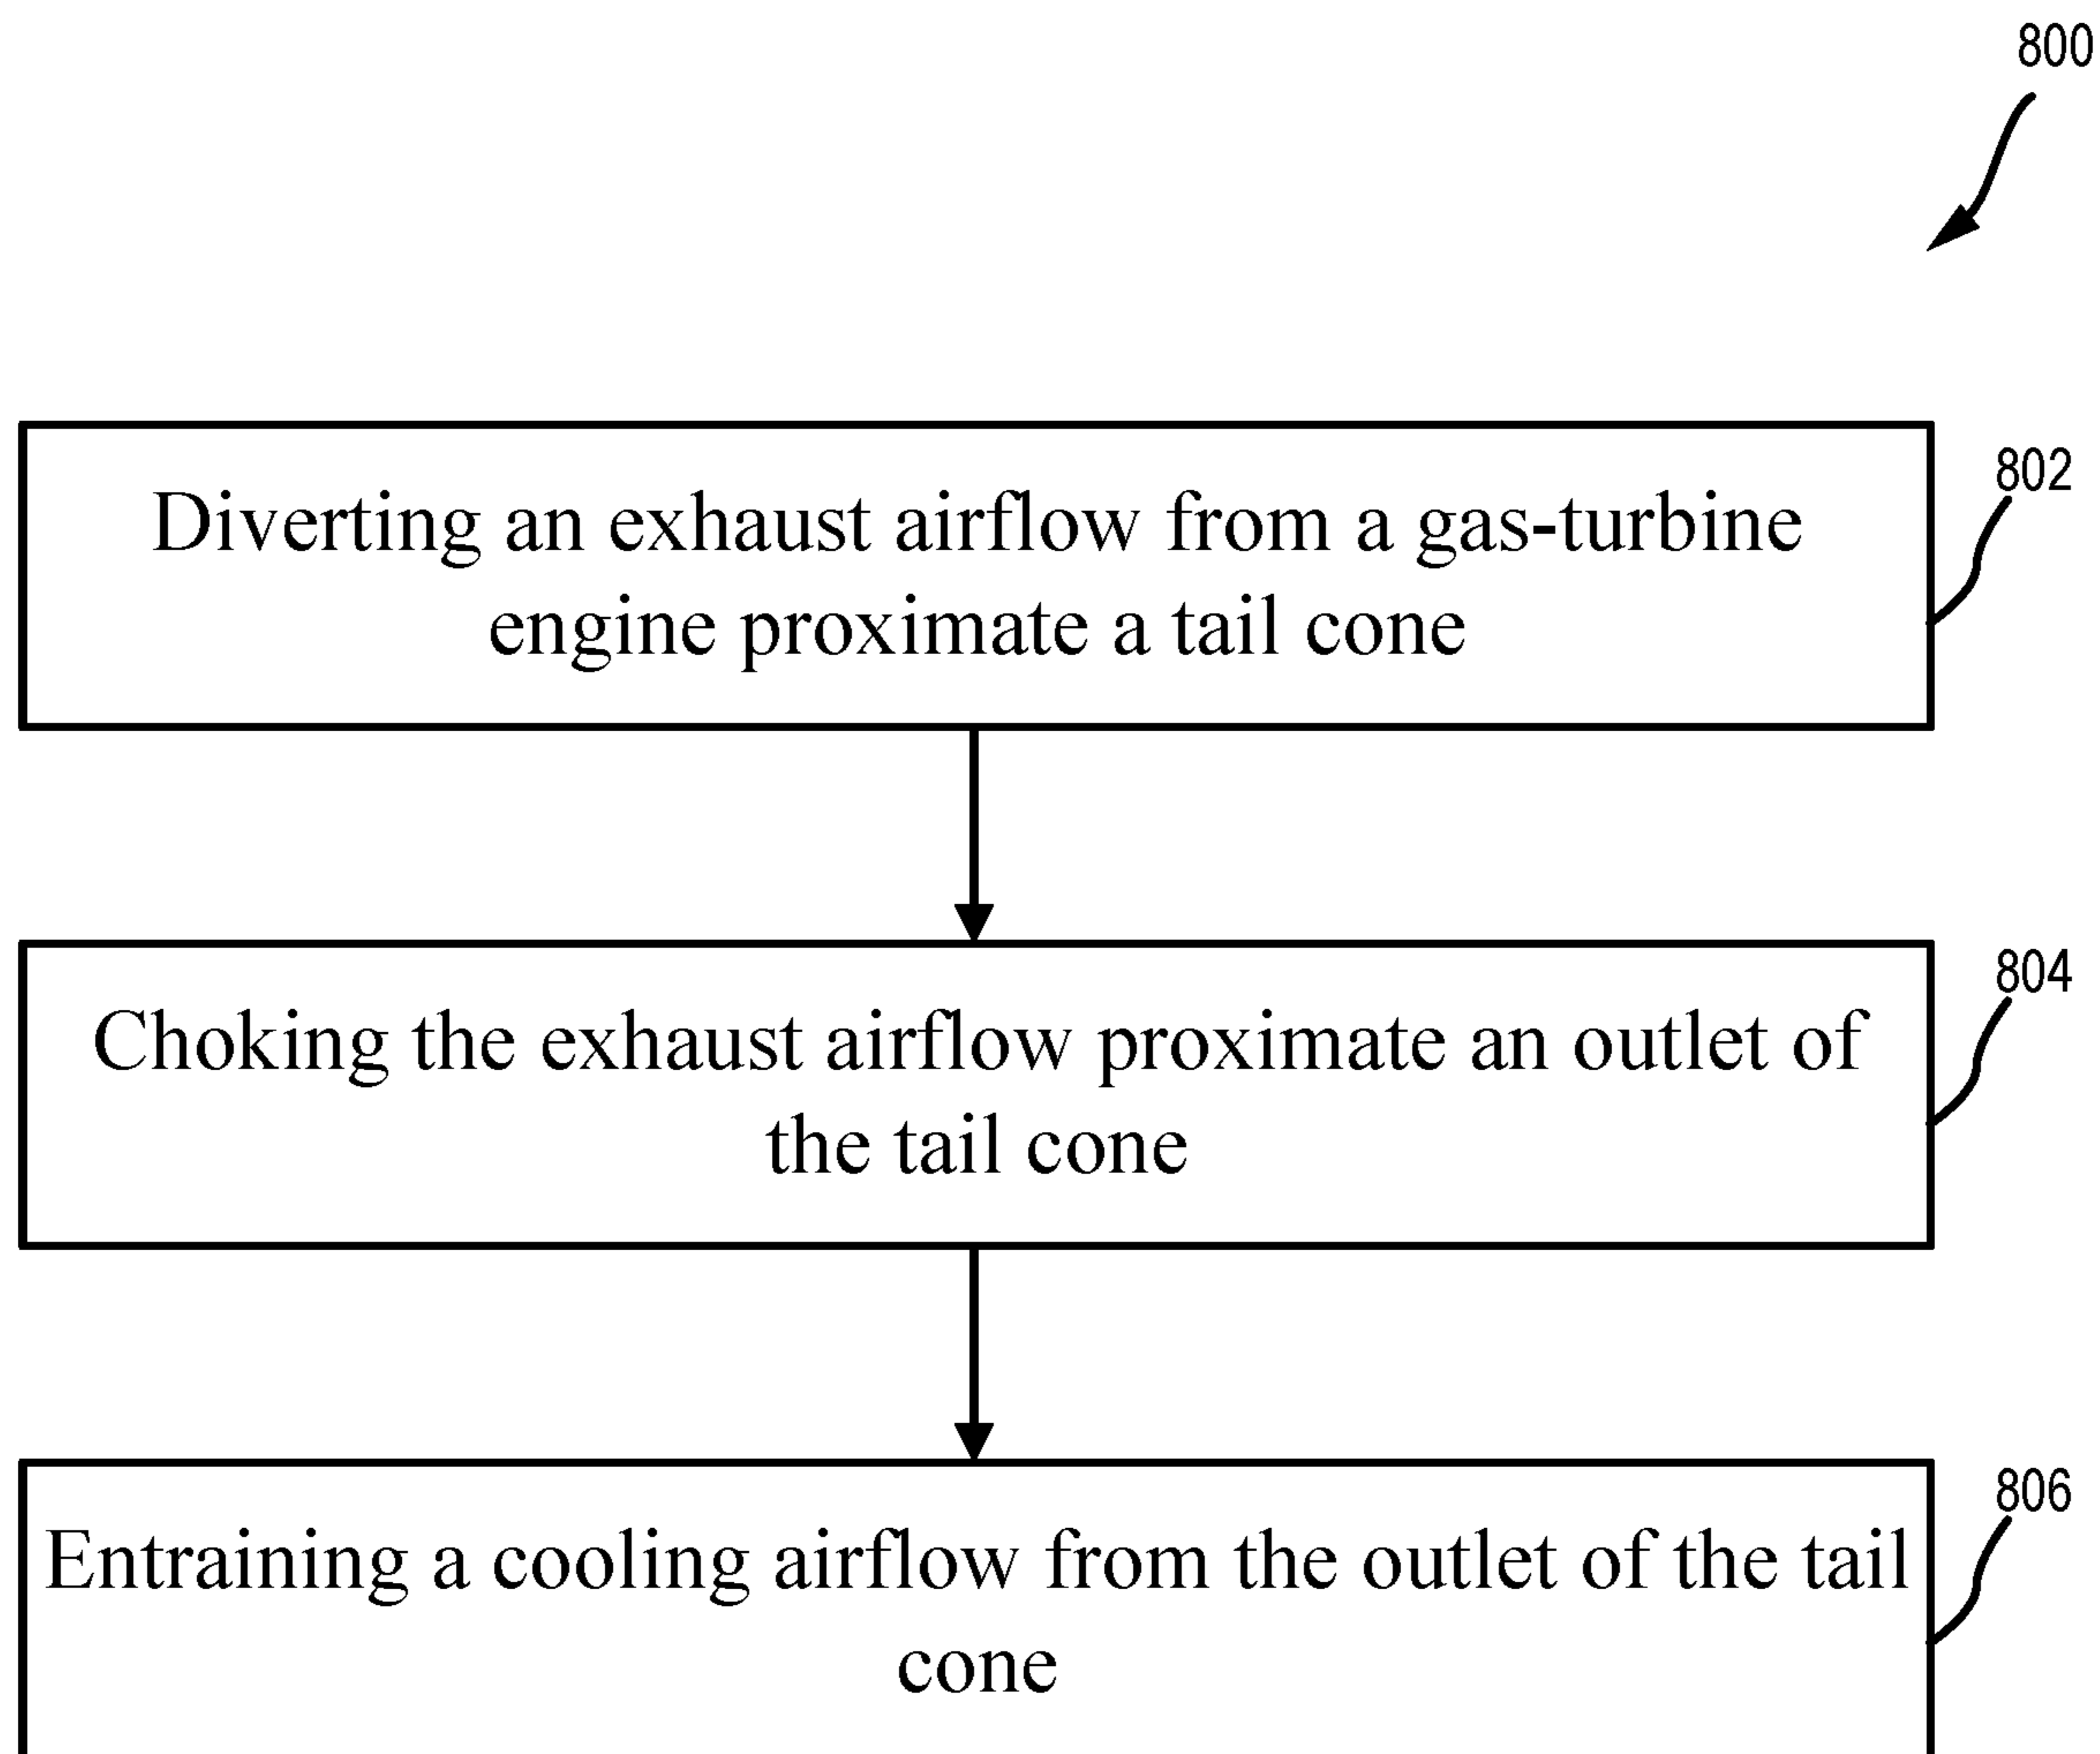 800
802
Diverting an exhaust airflow from a gas-turbine
engine proximate a tail cone
804
Choking the exhaust airflow proximate an outlet of
the tail cone
806
Entraining a cooling airflow from the outlet of the tail
cone